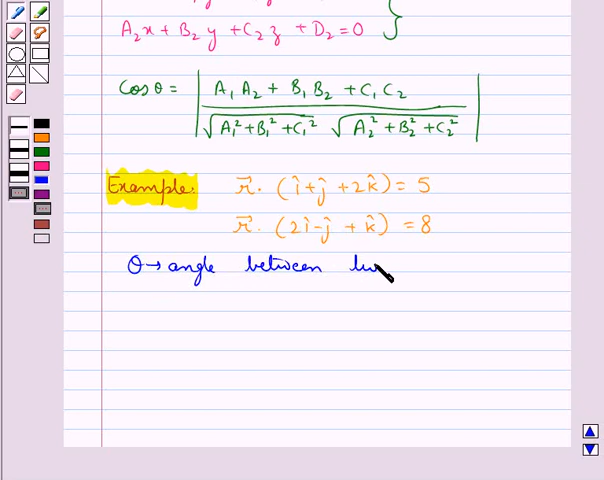 A₂x + B₂y + C₂z + D₂ = 0
Cos θ = | A₁A₂ + B₁B₂ + C₁C₂ / √A₁² + B₁² + C₁² √A₂² + B₂² + C₂² |
Example. r⃗. (î + ĵ + 2k̂) = 5
r⃗. (2î - ĵ + k̂) = 8
θ → angle between